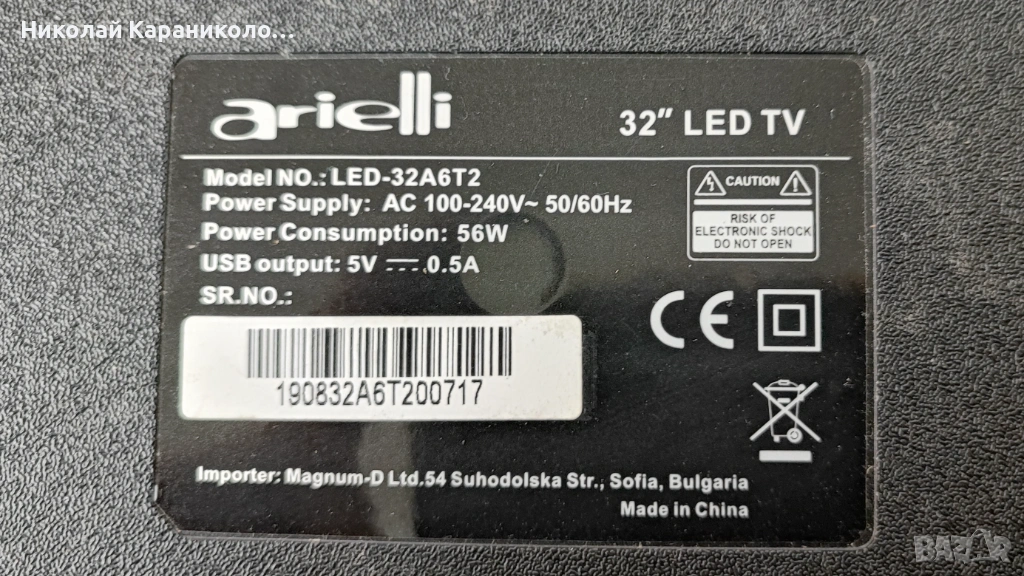 Николай Караниколо...
arielli
32" LED TV
Model NO.: LED-32A6T2
Power Supply: AC 100-240V~ 50/60Hz
Power Consumption: 56W
USB output: 5V ⎓ 0.5A
SR.NO.:
190832A6T200717
CAUTION
RISK OF
ELECTRONIC SHOCK
DO NOT OPEN
CE
Importer: Magnum-D Ltd.54 Suhodolska Str., Sofia, Bulgaria
Made in China
BAZAR